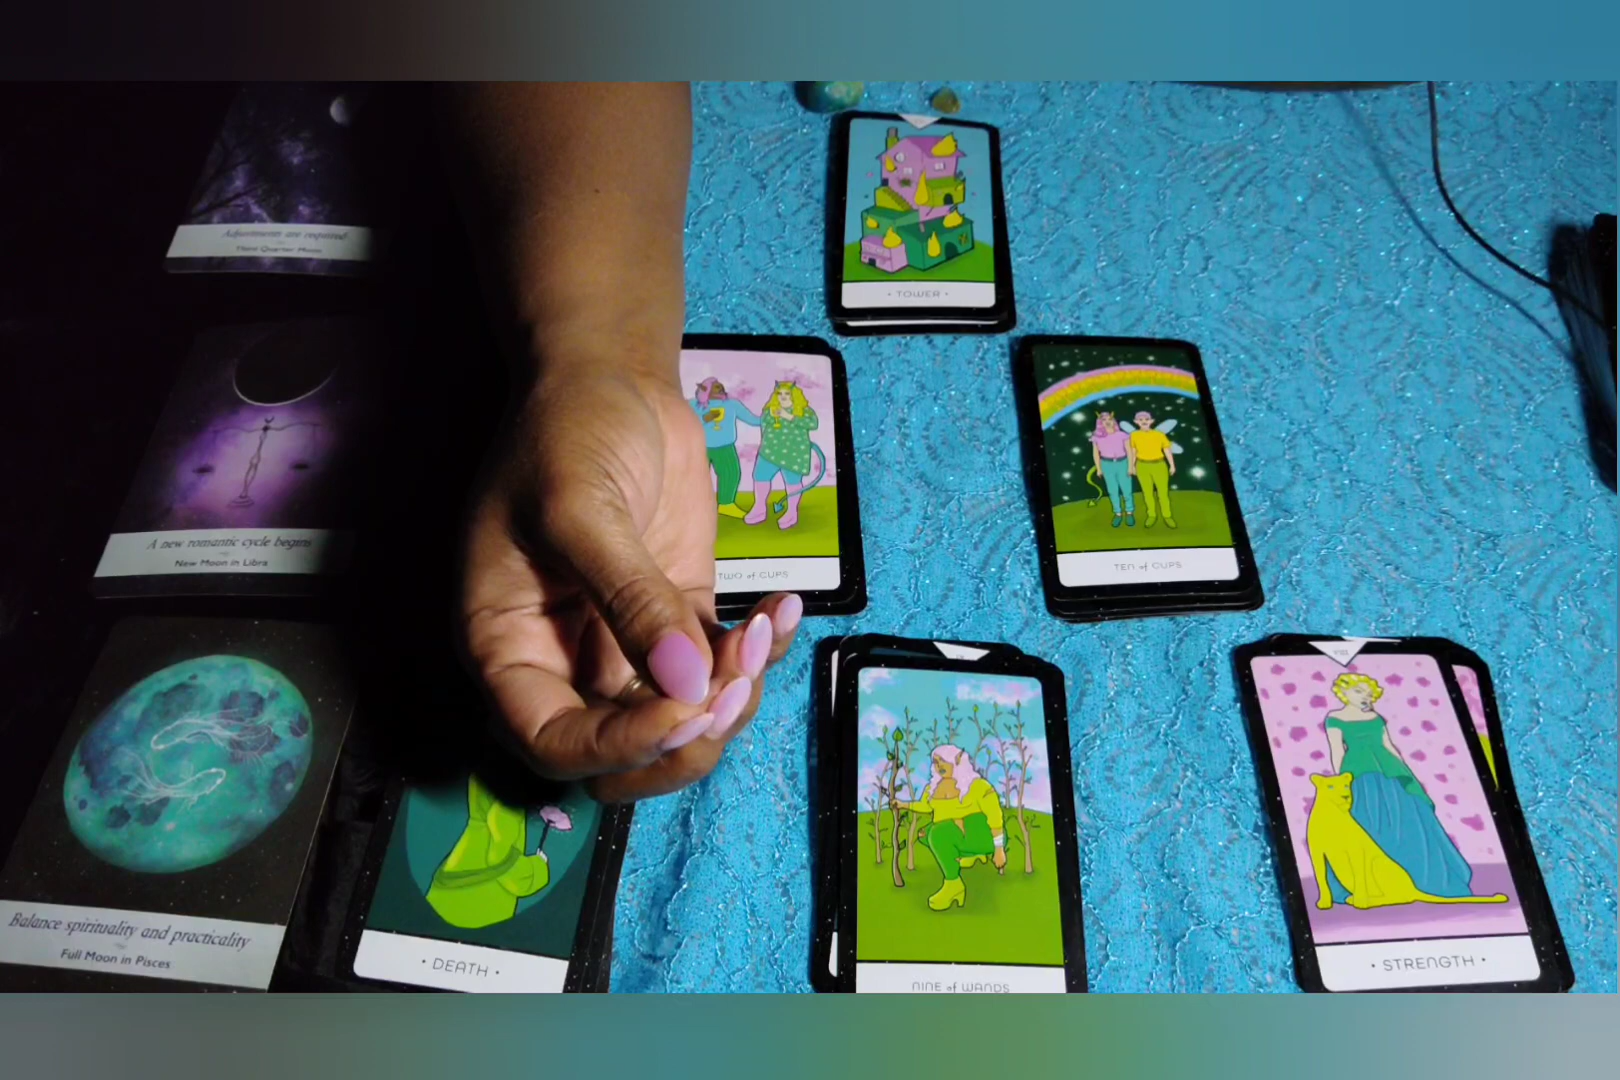 Adjustments are required
Third Quarter Moon
A new romantic cycle begins
New Moon in Libra
Balance spirituality and practicality
Full Moon in Pisces
• TOWER •
TWO of CUPS
TEN of CUPS
• DEATH •
NINE of WANDS
VIII
• STRENGTH •